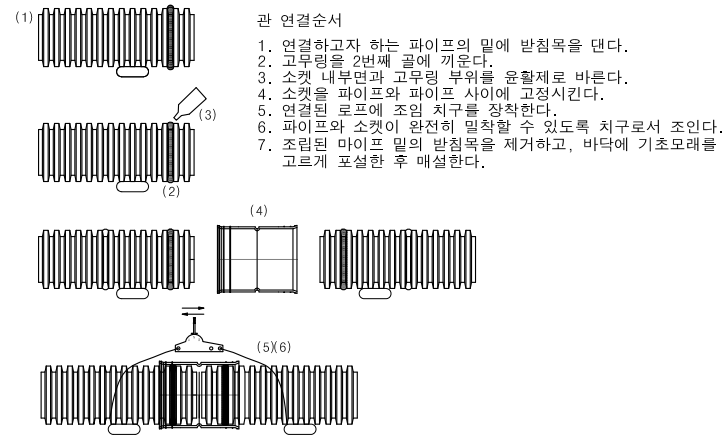 관 연결순서
1. 연결하고자 하는 파이프의 밑에 받침목을 댄다.
2. 고무링을 2번째 골에 끼운다.
3. 소켓 내부면과 고무링 부위를 윤활제로 바른다.
4. 소켓을 파이프와 파이프 사이에 고정시킨다.
5. 연결된 로프에 조임 치구를 장착한다.
6. 파이프와 소켓이 완전히 밀착할 수 있도록 치구로서 조인다.
7. 조립된 마이프 밑의 받침목을 제거하고, 바닥에 기초모래를
고르게 포설한 후 매설한다.
(1)
(3)
(2)
(4)
(5)(6)